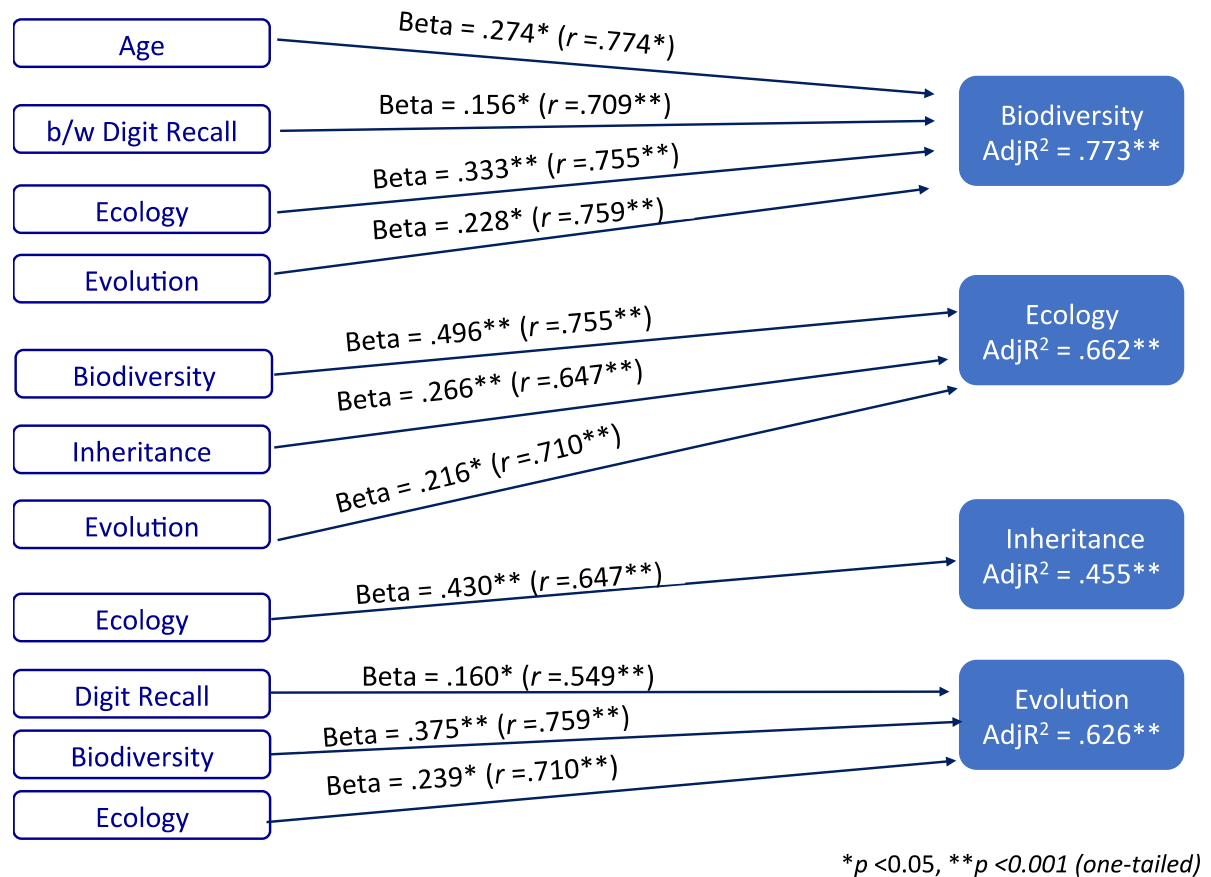 Age
Beta = .274* (r =.774*)
b/w Digit Recall
Beta = .156* (r =.709**)
Ecology
Beta = .333** (r =.755**)
Evolution
Beta = .228* (r =.759**)
Biodiversity
AdjR² = .773**
Biodiversity
Beta = .496** (r =.755**)
Inheritance
Beta = .266** (r =.647**)
Evolution
Beta = .216* (r =.710**)
Ecology
AdjR² = .662**
Ecology
Beta = .430** (r =.647**)
Inheritance
AdjR² = .455**
Digit Recall
Beta = .160* (r =.549**)
Biodiversity
Beta = .375** (r =.759**)
Ecology
Beta = .239* (r =.710**)
Evolution
AdjR² = .626**
*p <0.05, **p <0.001 (one-tailed)